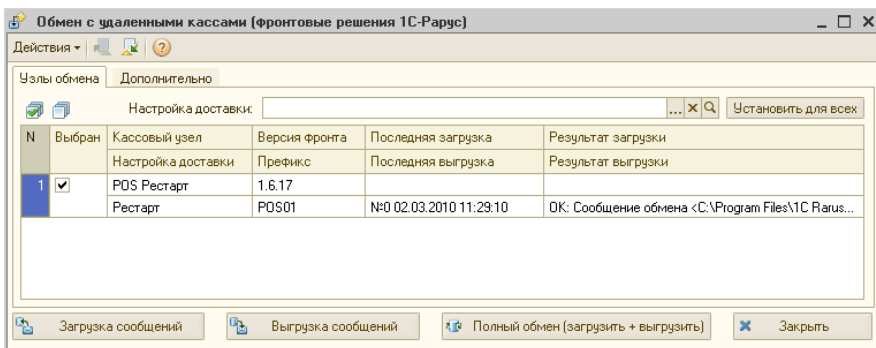 Обмен с удаленными кассами (фронтовые решения 1С-Рарус)
Действия
Узлы обмена Дополнительно
Настройка доставки: ... Установить для всех
N Выбран Кассовый узел Версия фронта Последняя загрузка Результат загрузки
Настройка доставки Префикс Последняя выгрузка Результат выгрузки
1 POS Рестарт 1.6.17
Рестарт POS01 №0 02.03.2010 11:29:10 OK: Сообщение обмена <C:\Program Files\1C Rarus...
Загрузка сообщений Выгрузка сообщений Полный обмен (загрузить + выгрузить) Закрыть